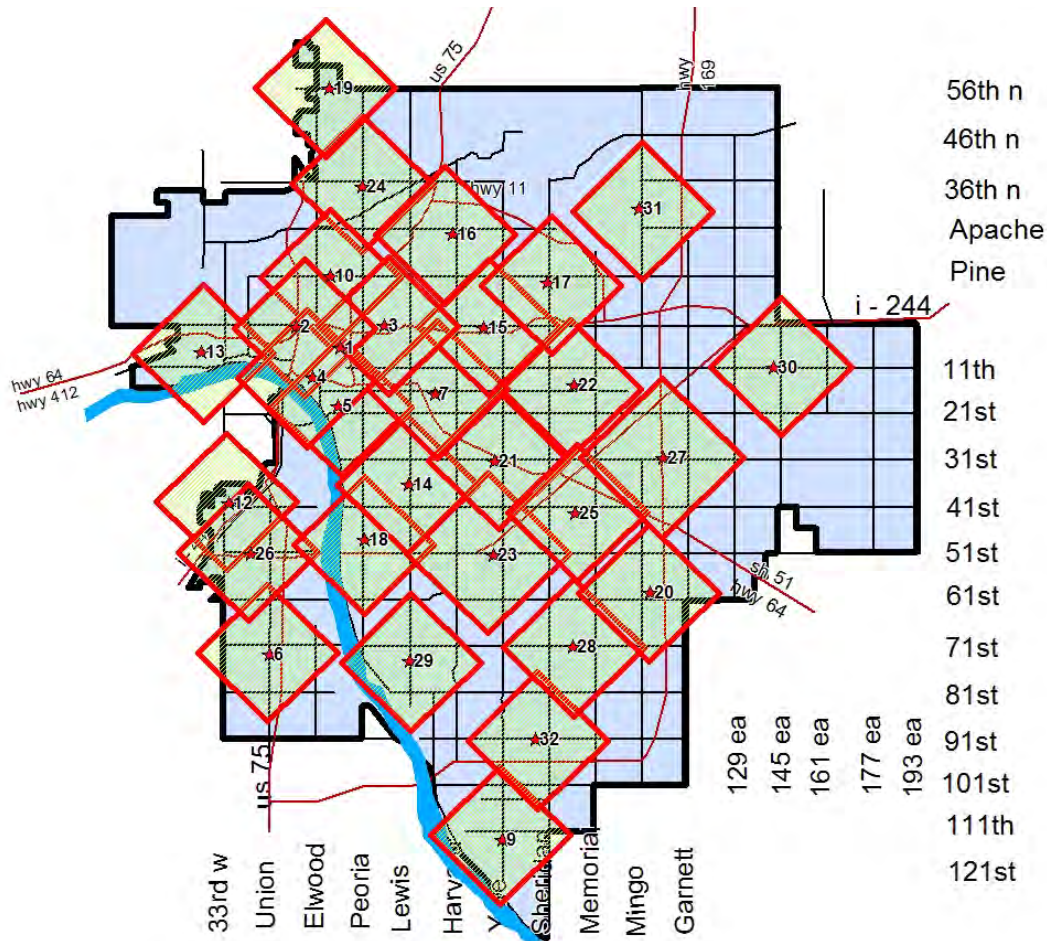 us 75
hwy 169
56th n
46th n
36th n
Apache
Pine
i - 244
11th
21st
31st
41st
51st
61st
71st
81st
91st
101st
111th
121st
19
24
hwy 11
16
31
10
17
2
3
15
1
13
4
22
30
7
5
hwy 64
hwy 412
21
27
14
12
25
18
26
23
sh 51
hwy 64
20
28
6
29
32
us 75
9
129 ea
145 ea
161 ea
177 ea
193 ea
33rd w
Union
Elwood
Peoria
Lewis
Sheridan
Memorial
Mingo
Garnett